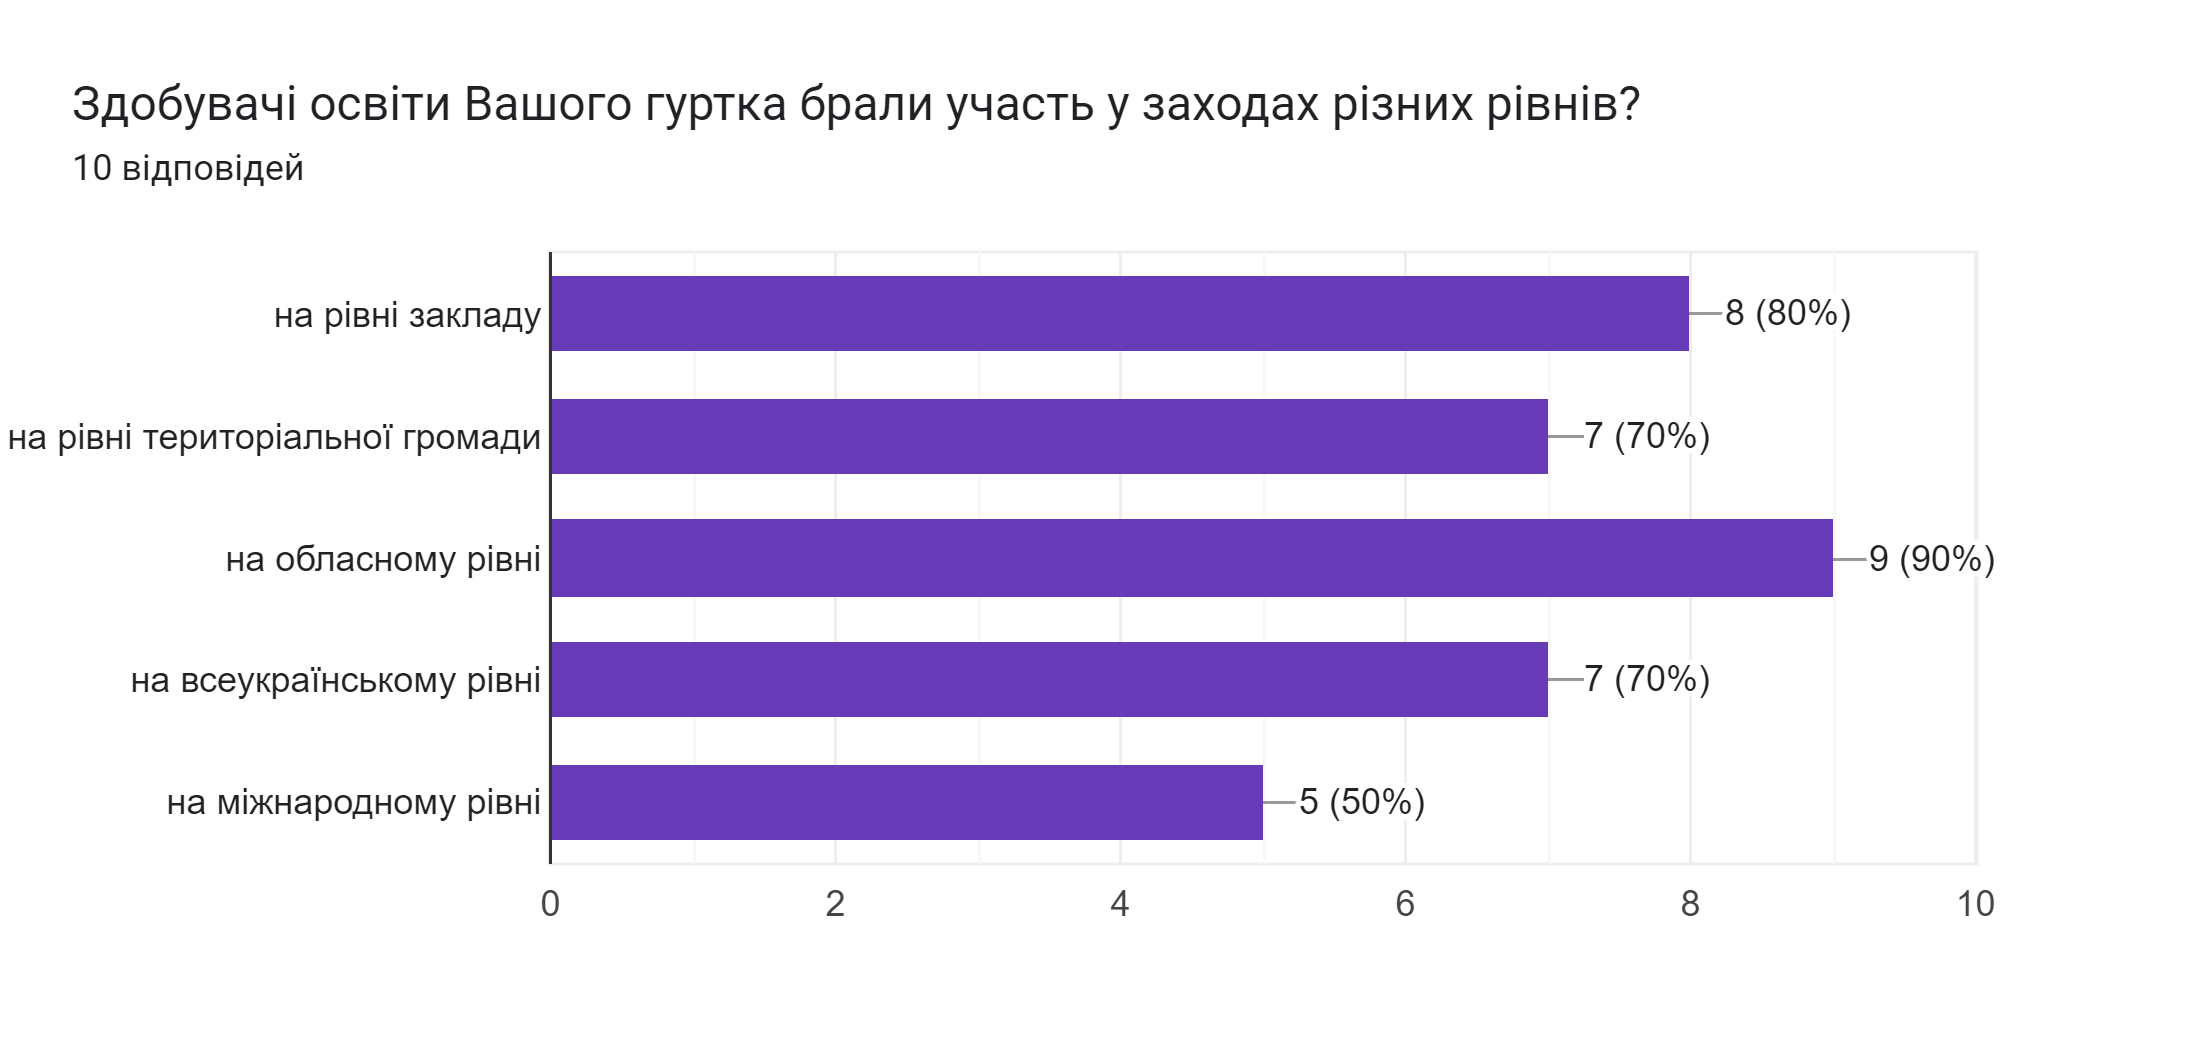 Здобувачі освіти Вашого гуртка брали участь у заходах різних рівнів?
10 відповідей
на рівні закладу 8 (80%)
на рівні територіальної громади 7 (70%)
на обласному рівні 9 (90%)
на всеукраїнському рівні 7 (70%)
на міжнародному рівні 5 (50%)
0 2 4 6 8 10